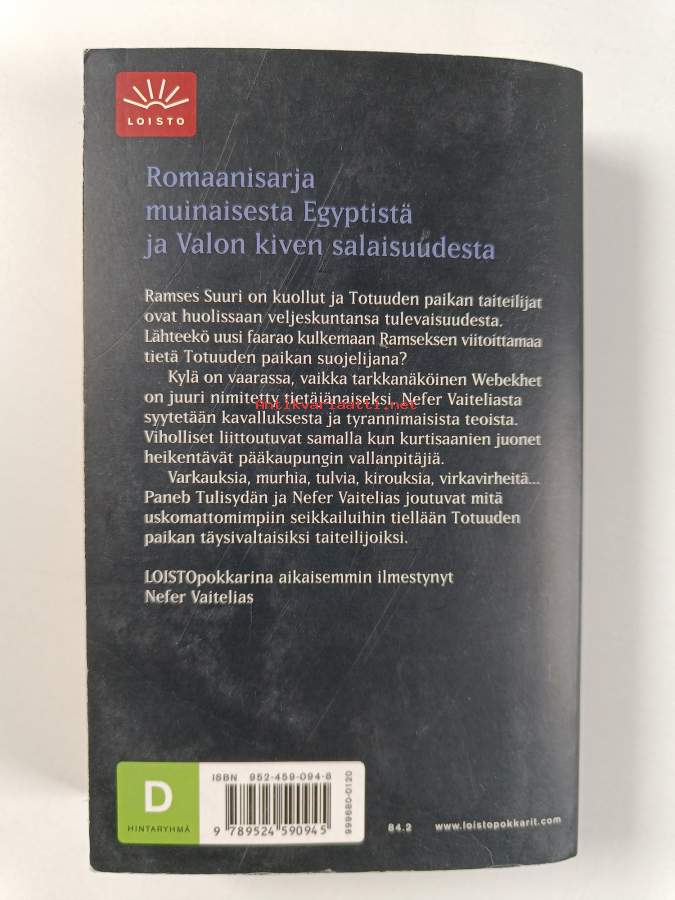 LOISTO
Romaanisarja
muinaisesta Egyptistä
ja Valon kiven salaisuudesta
Ramses Suuri on kuollut ja Totuuden paikan taiteilijat
ovat huolissaan veljeskuntansa tulevaisuudesta.
Lähteekö uusi faarao kulkemaan Ramseksen viitoittamaa
tietä Totuuden paikan suojelijana?
Kylä on vaarassa, vaikka tarkkanäköinen Webekhet
on juuri nimitetty tietäjänaiseksi. Nefer Vaiteliasta
Antikvariaatti.net
syytetään kavalluksesta ja tyrannimaisista teoista.
Viholliset liittoutuvat samalla kun kurtisaanien juonet
heikentävät pääkaupungin vallanpitäjiä.
Varkauksia, murhia, tulvia, kirouksia, virkavirheitä...
Paneb Tulisydän ja Nefer Vaitelias joutuvat mitä
uskomattomimpiin seikkailuihin tiellään Totuuden
paikan täysivaltaisiksi taiteilijoiksi.
LOISTOpokkarina aikaisemmin ilmestynyt
Nefer Vaitelias
D
HINTARYHMÄ
ISBN 952-459-094-8
9 789524 590945
999680-0120
84.2 www.loistopokkarit.com